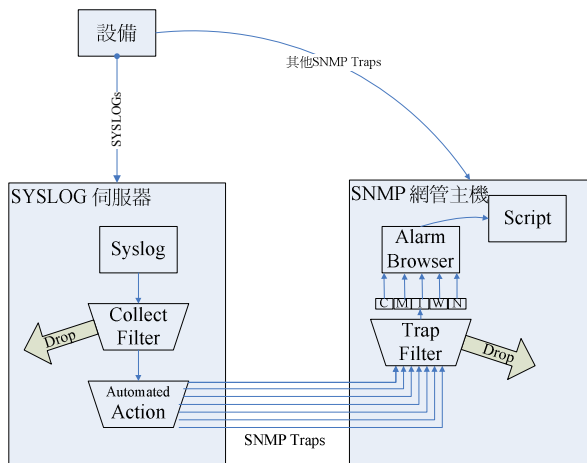 設備
其他SNMP Traps
SYSLOGs
SYSLOG 伺服器
Syslog
Collect
Filter
Drop
Automated
Action
SNMP Traps
SNMP 網管主機
Script
Alarm
Browser
C M I W N
Trap
Filter
Drop